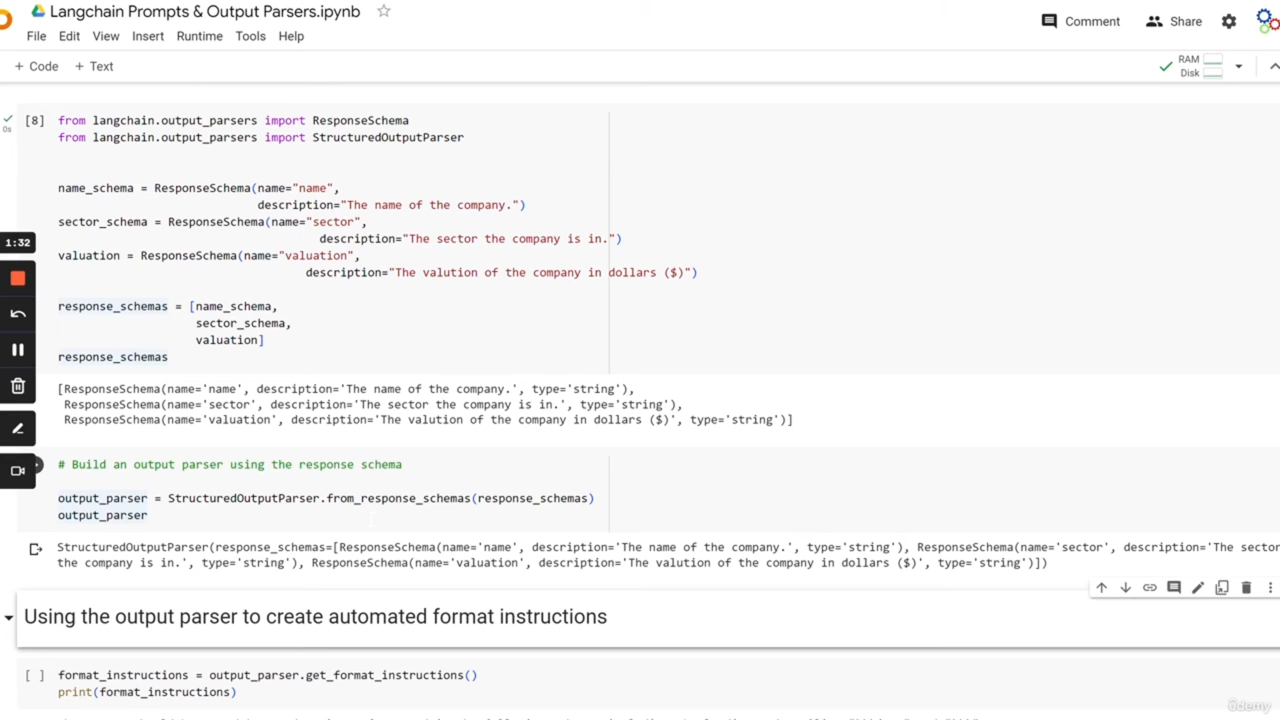 Langchain Prompts & Output Parsers.ipynb
Comment
Share
File Edit View Insert Runtime Tools Help
+ Code + Text
RAM
Disk
[8] from langchain.output_parsers import ResponseSchema
0s
from langchain.output_parsers import StructuredOutputParser
name_schema = ResponseSchema(name="name",
description="The name of the company.")
sector_schema = ResponseSchema(name="sector",
description="The sector the company is in.")
1:32
valuation = ResponseSchema(name="valuation",
description="The valution of the company in dollars ($)")
response_schemas = [name_schema,
sector_schema,
valuation]
response_schemas
[ResponseSchema(name='name', description='The name of the company.', type='string'),
ResponseSchema(name='sector', description='The sector the company is in.', type='string'),
ResponseSchema(name='valuation', description='The valution of the company in dollars ($)', type='string')]
# Build an output parser using the response schema
output_parser = StructuredOutputParser.from_response_schemas(response_schemas)
output_parser
StructuredOutputParser(response_schemas=[ResponseSchema(name='name', description='The name of the company.', type='string'), ResponseSchema(name='sector', description='The sector
the company is in.', type='string'), ResponseSchema(name='valuation', description='The valution of the company in dollars ($)', type='string')])
Using the output parser to create automated format instructions
[ ] format_instructions = output_parser.get_format_instructions()
print(format_instructions)
ûdemy